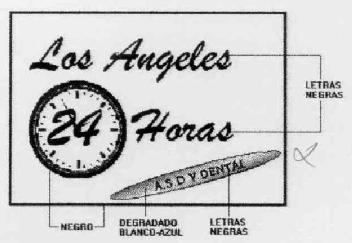 Los Angeles
LETRAS
NEGRAS
24 Horas
A.S D Y DENTAL
NEGRO
DEGRADADO
BLANCO-AZUL
LETRAS
NEGRAS